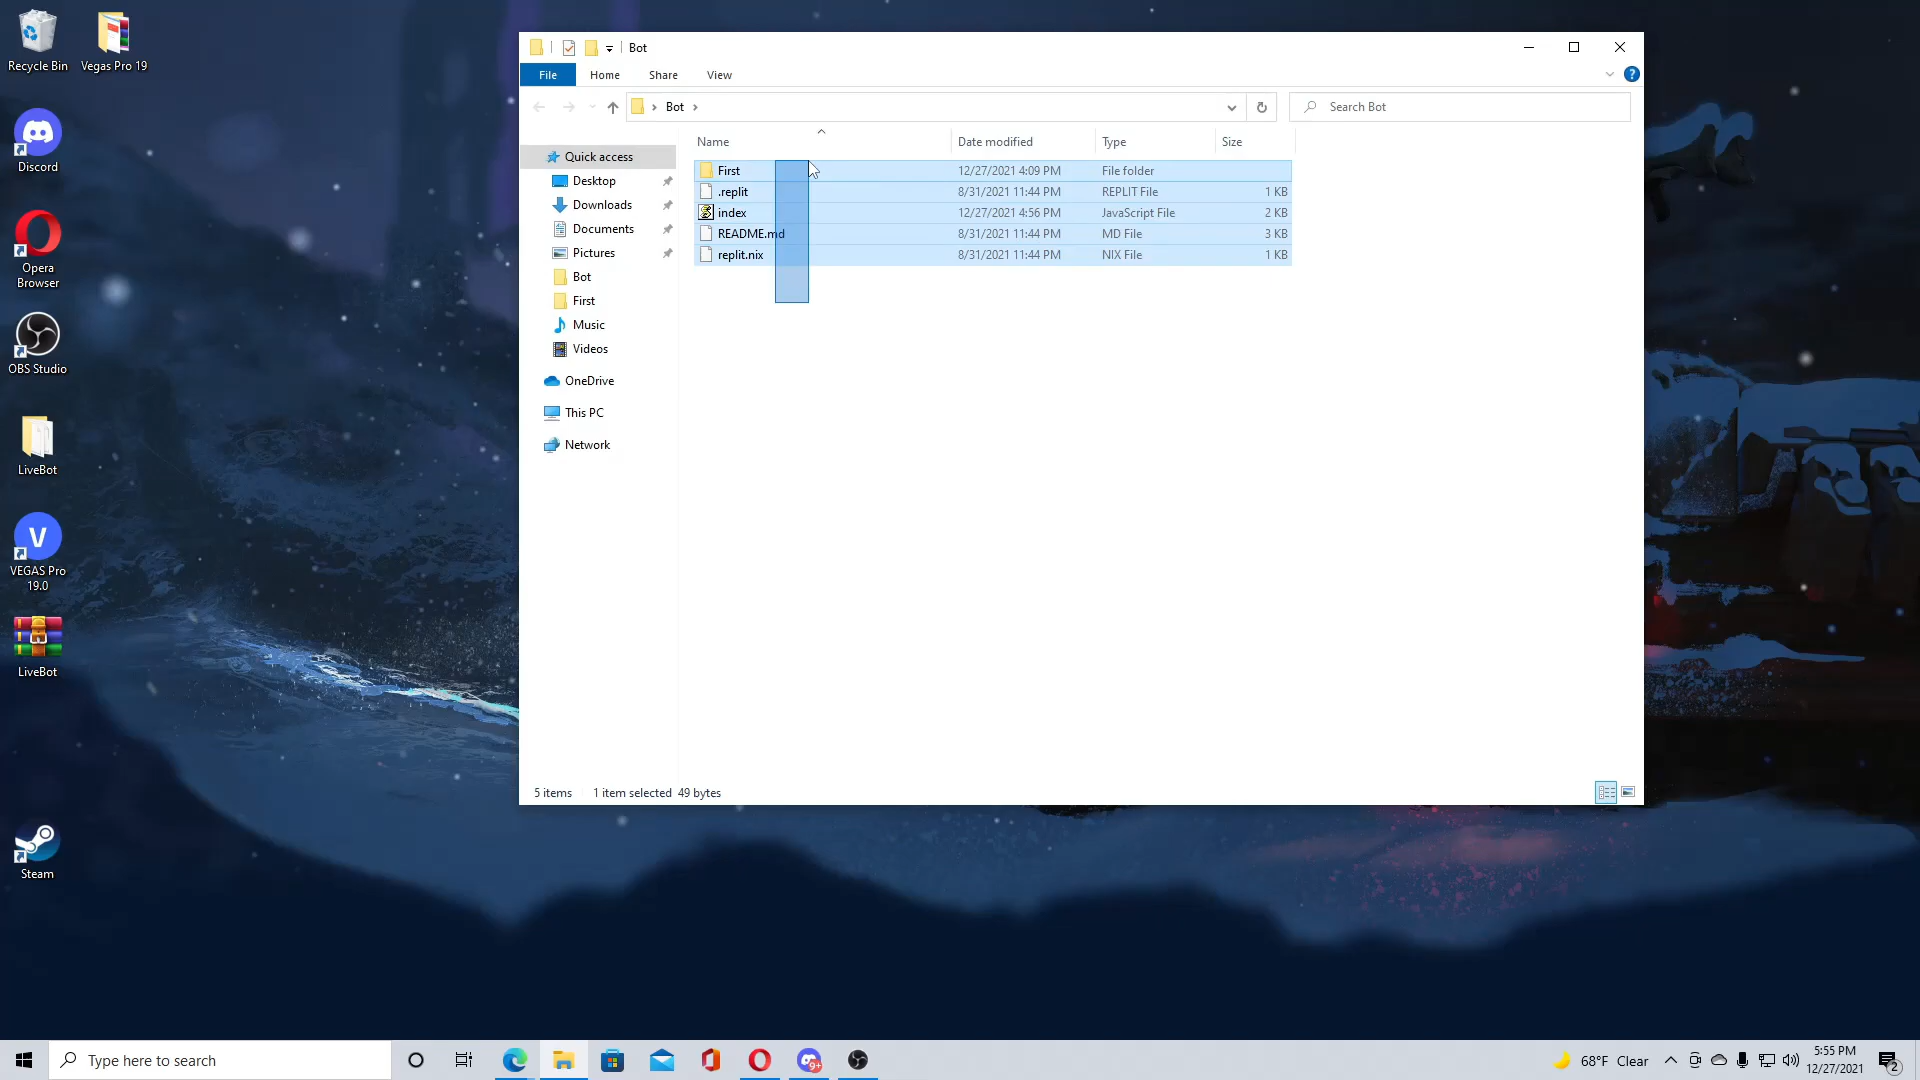 Recycle Bin
Vegas Pro 19
Discord
Opera
Browser
OBS Studio
LiveBot
V
VEGAS Pro
19.0
LiveBot
Steam
Bot
File Home Share View
Bot
Search Bot
Name Date modified Type Size
First 12/27/2021 4:09 PM File folder
.replit 8/31/2021 11:44 PM REPLIT File 1 KB
index 12/27/2021 4:56 PM JavaScript File 2 KB
README.md 8/31/2021 11:44 PM MD File 3 KB
replit.nix 8/31/2021 11:44 PM NIX File 1 KB
Quick access
Desktop
Downloads
Documents
Pictures
Bot
First
Music
Videos
OneDrive
This PC
Network
5 items 1 item selected 49 bytes
Type here to search
9+
68°F Clear
5:55 PM
12/27/2021
2